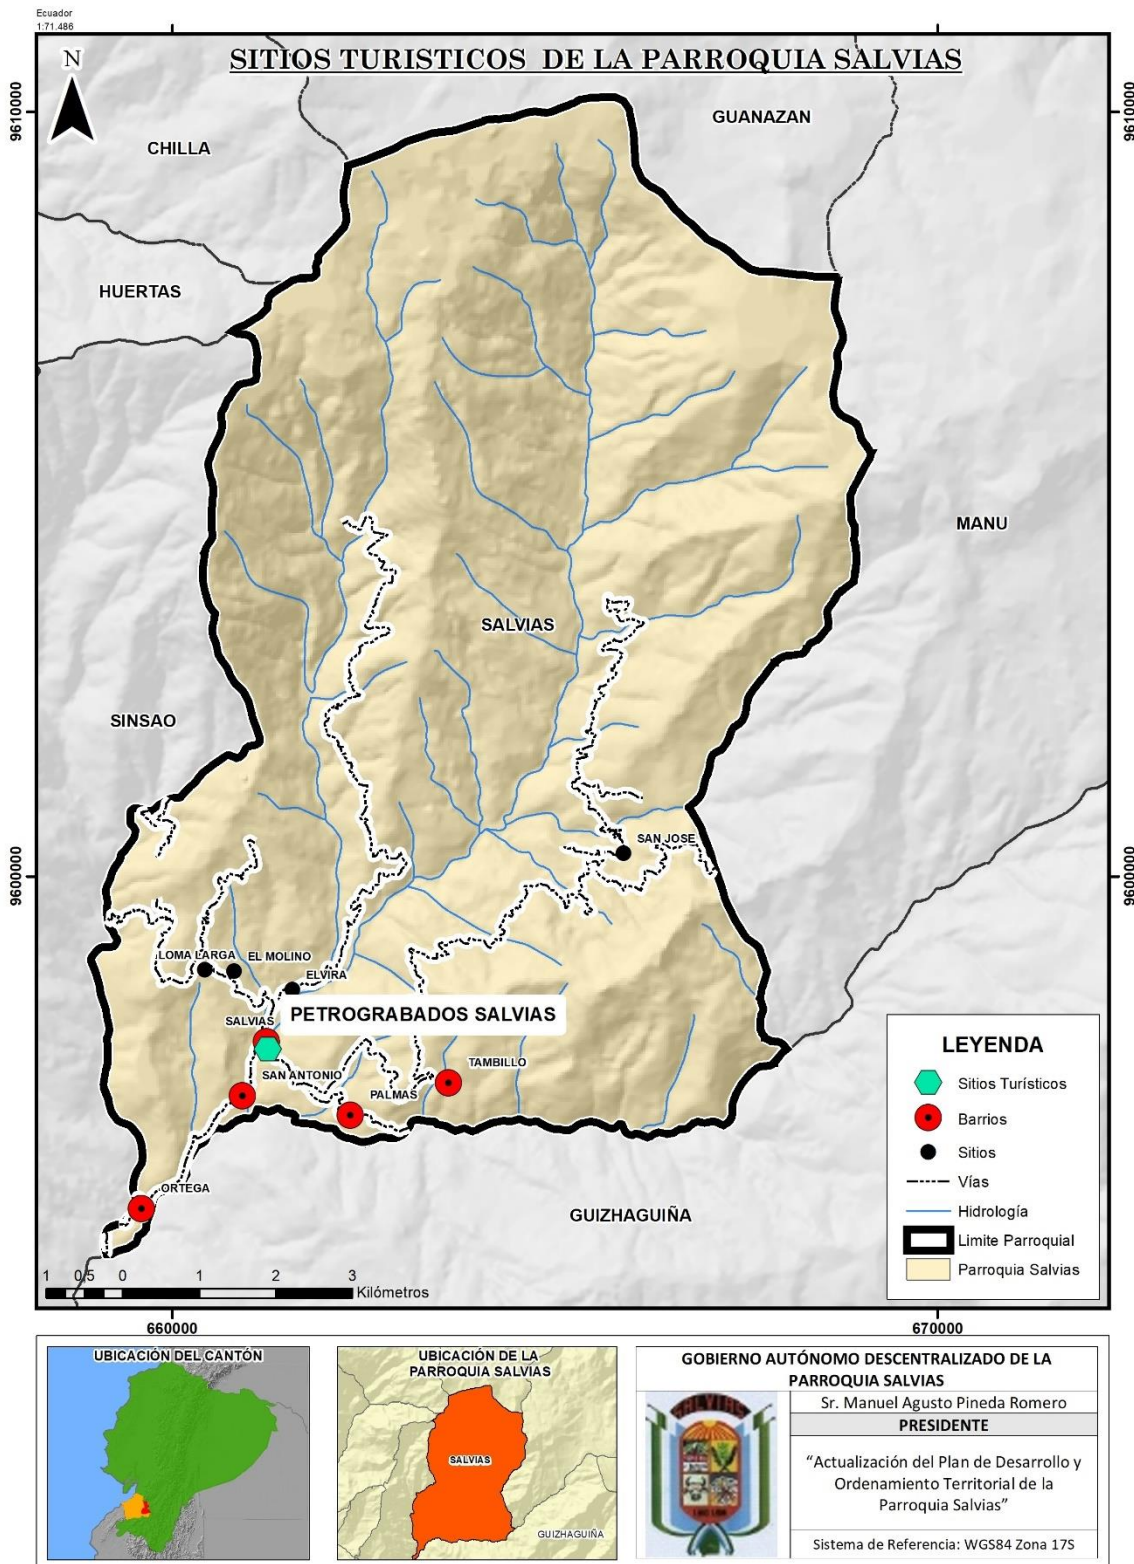 Ecuador
1:71.486
SITIOS TURISTICOS DE LA PARROQUIA SALVIAS
N
9610000
9610000
GUANAZAN
CHILLA
HUERTAS
MANU
SALVIAS
SINSAO
SAN JOSE
9600000
9600000
LOMA LARGA
EL MOLINO
ELVIRA
PETROGRABADOS SALVIAS
SALVIAS
SAN ANTONIO
TAMBILLO
PALMAS
ORTEGA
GUIZHAGUIÑA
LEYENDA
Sitios Turísticos
Barrios
Sitios
Vías
Hidrología
Limite Parroquial
Parroquia Salvias
1 0,5 0 1 2 3
Kilómetros
660000
670000
UBICACIÓN DEL CANTÓN
UBICACIÓN DE LA
PARROQUIA SALVIAS
SALVIAS
GUIZHAGUIÑA
GOBIERNO AUTÓNOMO DESCENTRALIZADO DE LA
PARROQUIA SALVIAS
SALVIAS
Sr. Manuel Agusto Pineda Romero
PRESIDENTE
“Actualización del Plan de Desarrollo y
Ordenamiento Territorial de la
Parroquia Salvias”
Sistema de Referencia: WGS84 Zona 17S